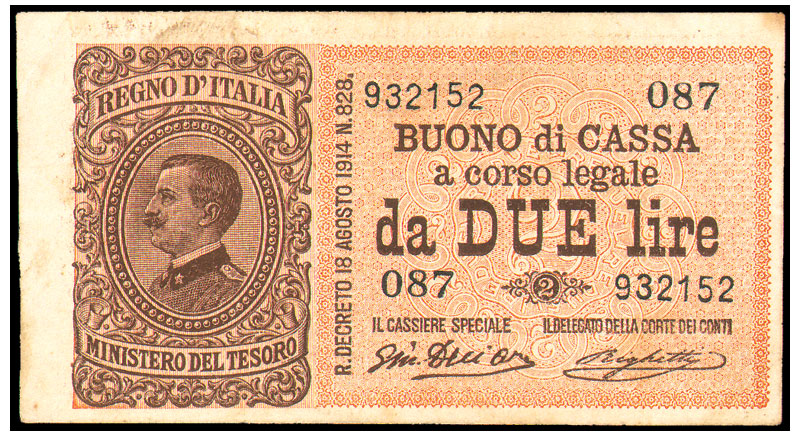 REGNO D'ITALIA
MINISTERO DEL TESORO
R. DECRETO 18 AGOSTO 1914 N. 828.
932152 087
BUONO di CASSA
a corso legale
da DUE lire
087 2 932152
IL CASSIERE SPECIALE IL DELEGATO DELLA CORTE DEI CONTI
Righetti